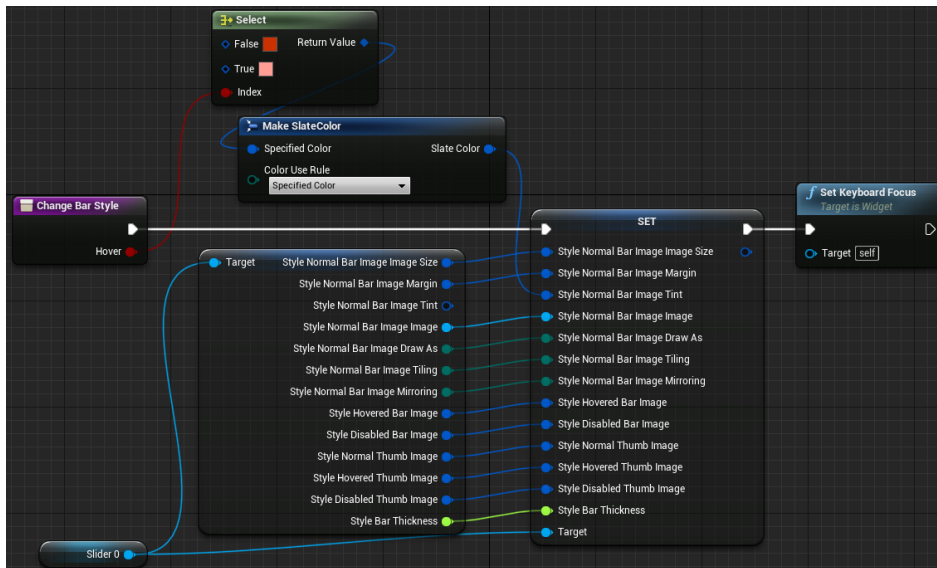 Select
False
Return Value
True
Index
Make SlateColor
Specified Color
Slate Color
Color Use Rule
Specified Color
Change Bar Style
Hover
Target
Style Normal Bar Image Image Size
Style Normal Bar Image Margin
Style Normal Bar Image Tint
Style Normal Bar Image Image
Style Normal Bar Image Draw As
Style Normal Bar Image Tiling
Style Normal Bar Image Mirroring
Style Hovered Bar Image
Style Disabled Bar Image
Style Normal Thumb Image
Style Hovered Thumb Image
Style Disabled Thumb Image
Style Bar Thickness
Slider 0
SET
Style Normal Bar Image Image Size
Style Normal Bar Image Margin
Style Normal Bar Image Tint
Style Normal Bar Image Image
Style Normal Bar Image Draw As
Style Normal Bar Image Tiling
Style Normal Bar Image Mirroring
Style Hovered Bar Image
Style Disabled Bar Image
Style Normal Thumb Image
Style Hovered Thumb Image
Style Disabled Thumb Image
Style Bar Thickness
Target
f Set Keyboard Focus
Target is Widget
Target self